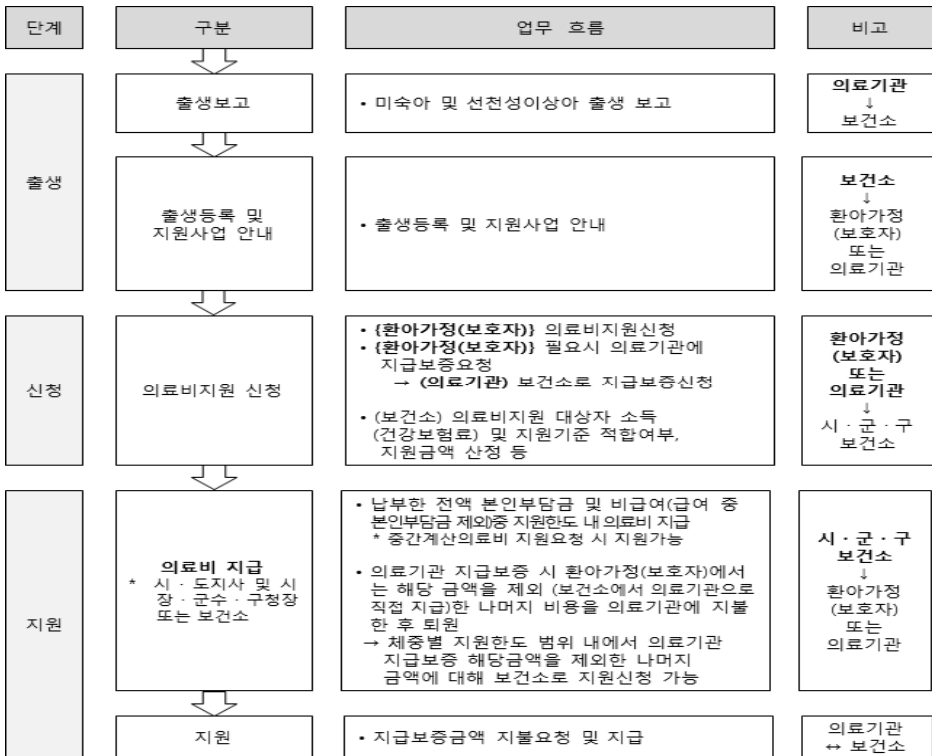 단계 구분 업무 흐름 비고
출생
출생보고
• 미숙아 및 선천성이상아 출생 보고
의료기관
↓
보건소
출생등록 및
지원사업 안내
• 출생등록 및 지원사업 안내
보건소
↓
환아가정
(보호자)
또는
의료기관
신청
의료비지원 신청
• {환아가정(보호자)} 의료비지원신청
• {환아가정(보호자)} 필요시 의료기관에
지급보증요청
→ (의료기관) 보건소로 지급보증신청
• (보건소) 의료비지원 대상자 소득
(건강보험료) 및 지원기준 적합여부,
지원금액 산정 등
환아가정
(보호자)
또는
의료기관
↓
시 · 군 · 구
보건소
지원
의료비 지급
* 시 · 도지사 및 시
장 · 군수 · 구청장
또는 보건소
• 납부한 전액 본인부담금 및 비급여(급여 중
본인부담금 제외)중 지원한도 내 의료비 지급
* 중간계산의료비 지원요청 시 지원가능
• 의료기관 지급보증 시 환아가정(보호자)에서
는 해당 금액을 제외 (보건소에서 의료기관으로
직접 지급)한 나머지 비용을 의료기관에 지불
한 후 퇴원
→ 체중별 지원한도 범위 내에서 의료기관
지급보증 해당금액을 제외한 나머지
금액에 대해 보건소로 지원신청 가능
시 · 군 · 구
보건소
↓
환아가정
(보호자)
또는
의료기관
지원
• 지급보증금액 지불요청 및 지급
의료기관
↔ 보건소